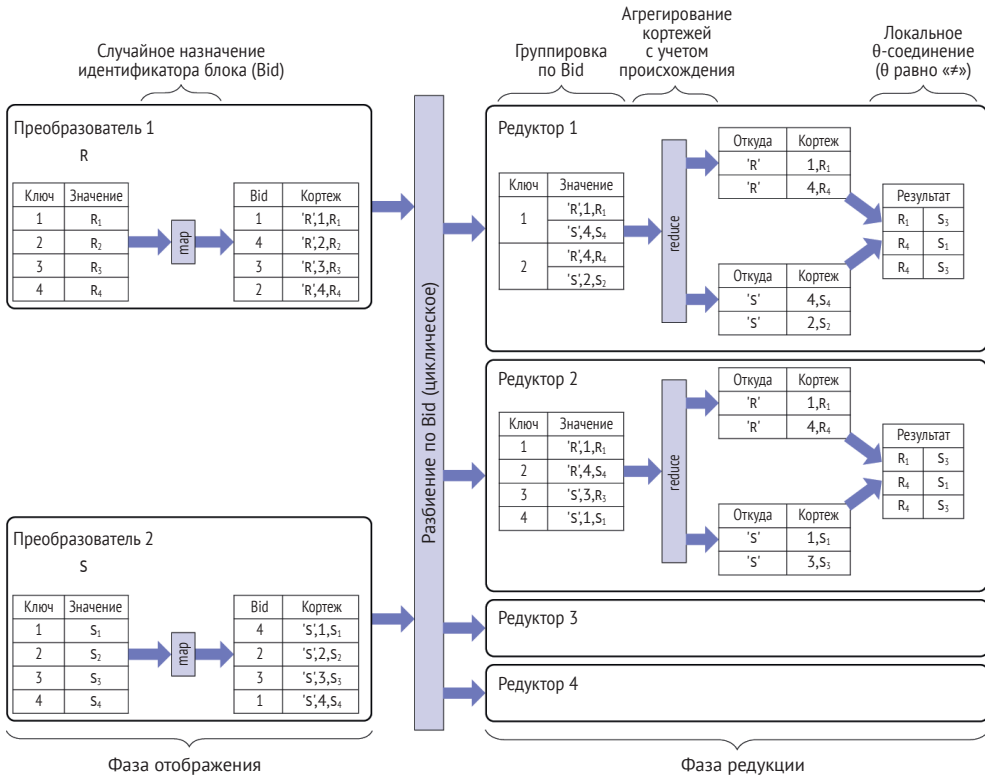 Случайное назначение
идентификатора блока (Bid)
Группировка
по Bid
Агрегирование
кортежей
с учетом
происхождения
Локальное
θ-соединение
(θ равно «≠»)
Преобразователь 1
R
Ключ Значение
1 R₁
2 R₂
3 R₃
4 R₄
map
Bid Кортеж
1 'R',1,R₁
4 'R',2,R₂
3 'R',3,R₃
2 'R',4,R₄
Преобразователь 2
S
Ключ Значение
1 S₁
2 S₂
3 S₃
4 S₄
map
Bid Кортеж
4 'S',1,S₁
2 'S',2,S₂
3 'S',3,S₃
1 'S',4,S₄
Фаза отображения
Разбиение по Bid (циклическое)
Редуктор 1
Ключ Значение
1 'R',1,R₁
'S',4,S₄
2 'R',4,R₄
'S',2,S₂
reduce
Откуда Кортеж
'R' 1,R₁
'R' 4,R₄
Откуда Кортеж
'S' 4,S₄
'S' 2,S₂
Результат
R₁ S₃
R₄ S₁
R₄ S₃
Редуктор 2
Ключ Значение
1 'R',1,R₁
2 'R',4,S₄
3 'S',3,R₃
4 'S',1,S₁
reduce
Откуда Кортеж
'R' 1,R₁
'R' 4,R₄
Откуда Кортеж
'S' 1,S₁
'S' 3,S₃
Результат
R₁ S₃
R₄ S₁
R₄ S₃
Редуктор 3
Редуктор 4
Фаза редукции